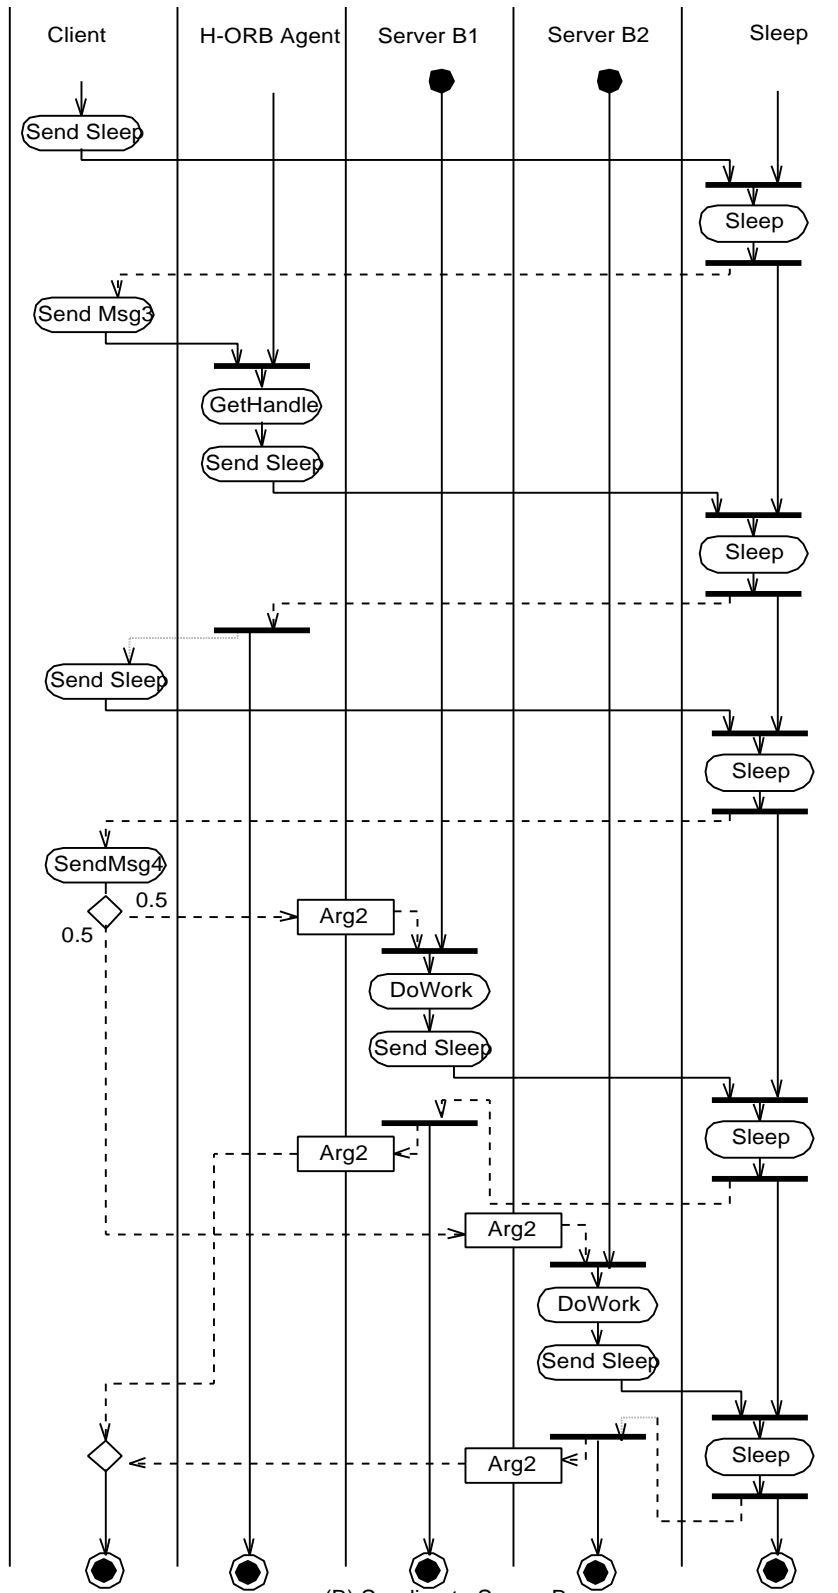 Client H-ORB Agent Server B1 Server B2 Sleep
Send Sleep
Sleep
Send Msg3
GetHandle
Send Sleep
Sleep
Send Sleep
Sleep
SendMsg4
0.5
Arg2
0.5
DoWork
Send Sleep
Sleep
Arg2
Arg2
DoWork
Send Sleep
Sleep
Arg2